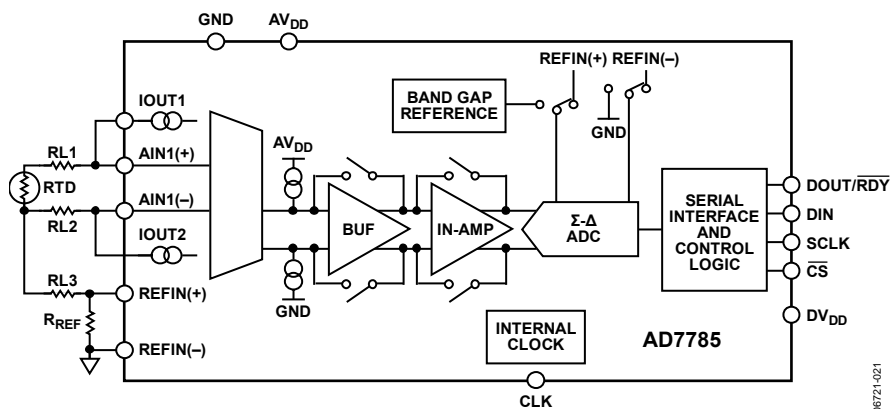 GND
AVDD
IOUT1
REFIN(+) REFIN(–)
BAND GAP
REFERENCE
GND
RL1
AIN1(+)
AVDD
RTD
AIN1(–)
RL2
BUF
IN-AMP
Σ-Δ
ADC
SERIAL
INTERFACE
AND
CONTROL
LOGIC
DOUT/RDY
DIN
SCLK
CS
IOUT2
RL3
REFIN(+)
GND
RREF
REFIN(–)
INTERNAL
CLOCK
AD7785
DVDD
CLK
06721-021